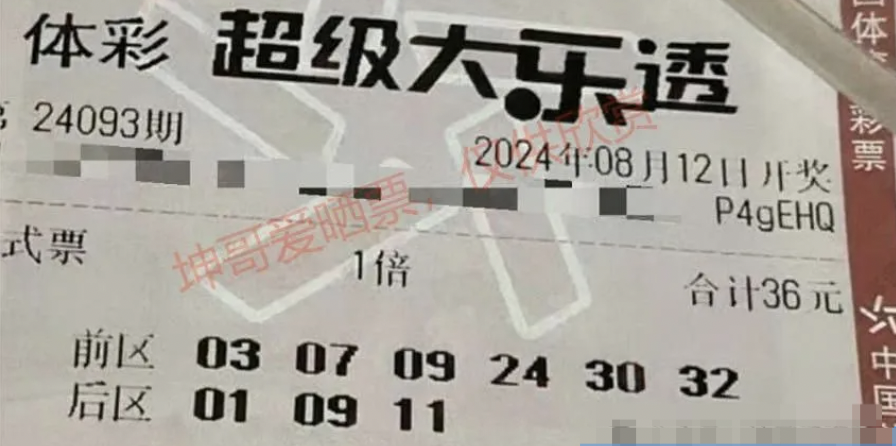 体彩 超级大乐透
24093期
2024年08月12日开奖
P4gEHQ
式票
1倍
合计36元
前区 03 07 09 24 30 32
后区 01 09 11
坤哥爱晒票，仅供欣赏
体
彩票
中国